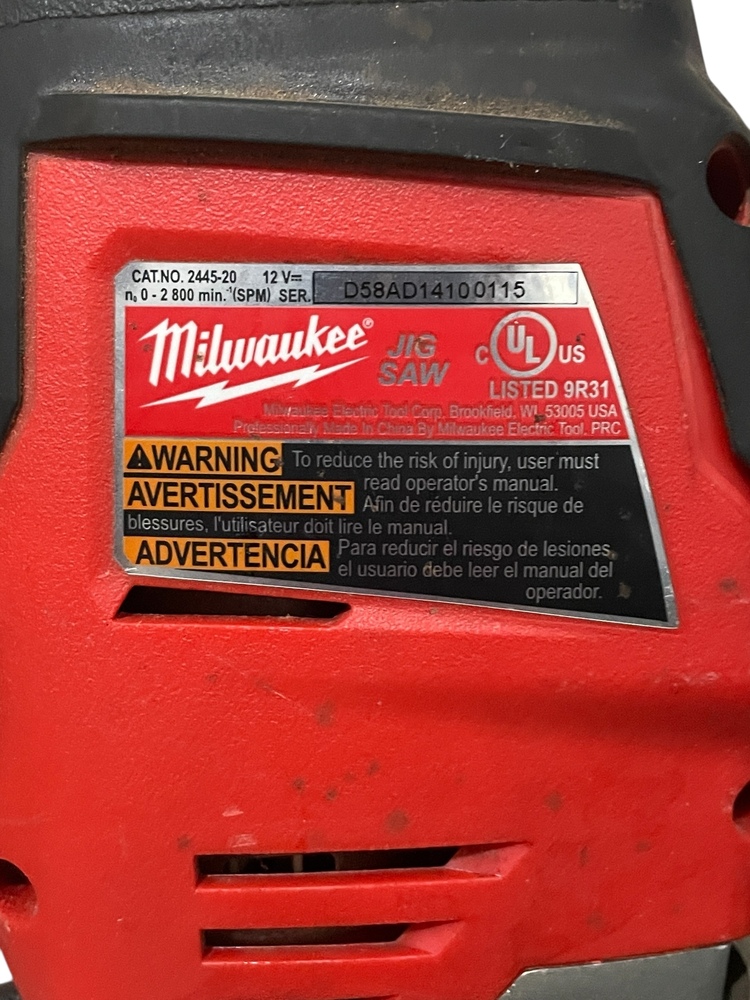 CAT.NO. 2445-20 12 V⎓
n₀ 0 - 2 800 min.⁻¹(SPM) SER. D58AD14100115
Milwaukee®
JIG
SAW
C UL US
LISTED 9R31
Milwaukee Electric Tool Corp. Brookfield, WI 53005 USA
Professionally Made In China By Milwaukee Electric Tool, PRC
⚠WARNING To reduce the risk of injury, user must
read operator's manual.
AVERTISSEMENT Afin de réduire le risque de
blessures, l'utilisateur doit lire le manual.
ADVERTENCIA Para reducir el riesgo de lesiones,
el usuario debe leer el manual del
operador.